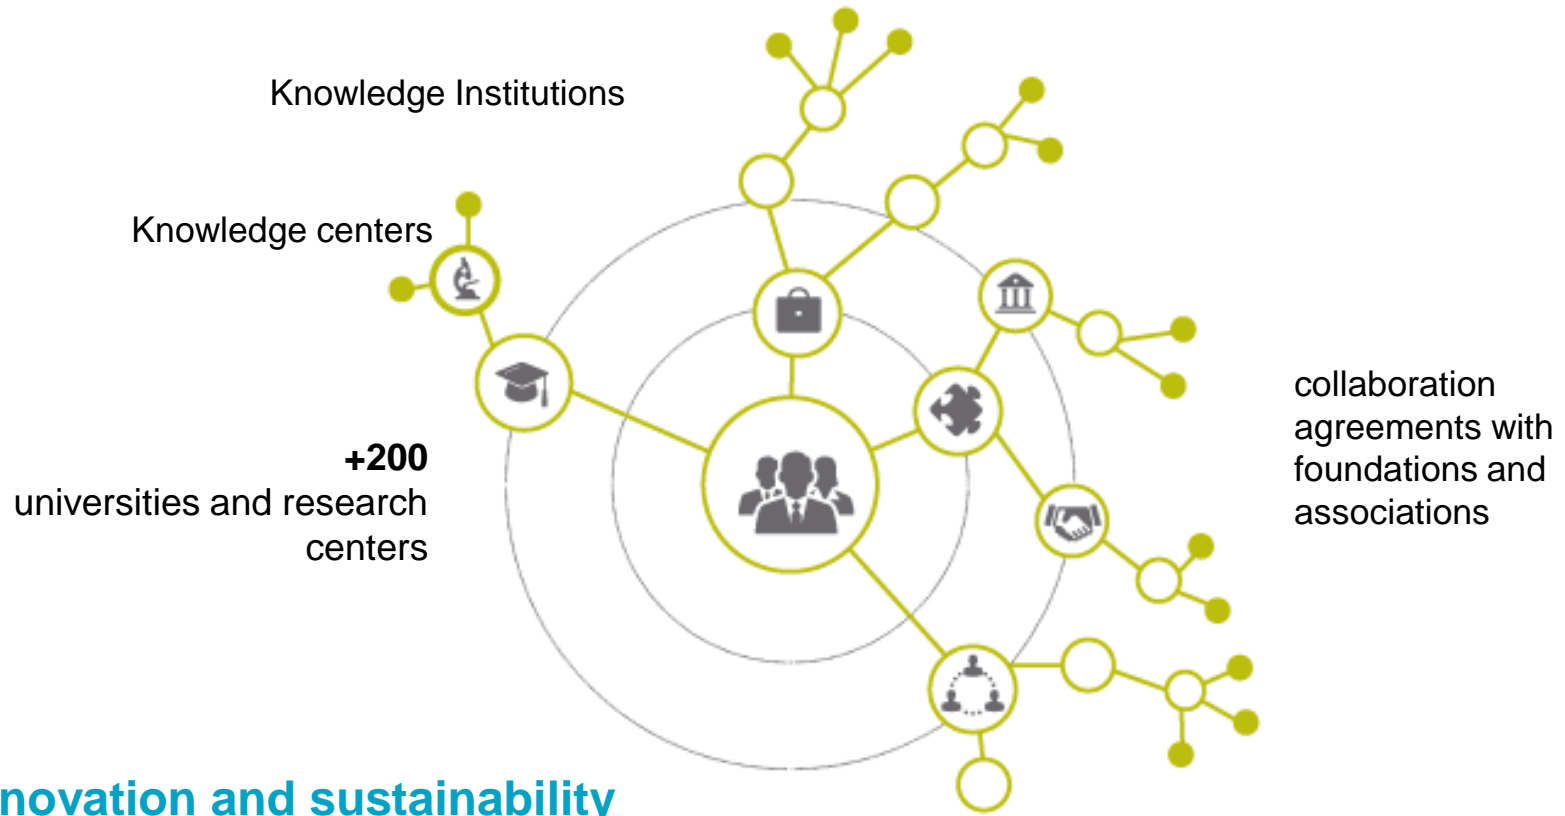 Knowledge Institutions
Knowledge centers
+200
universities and research
centers
collaboration
agreements with
foundations and
associations
novation and sustainability